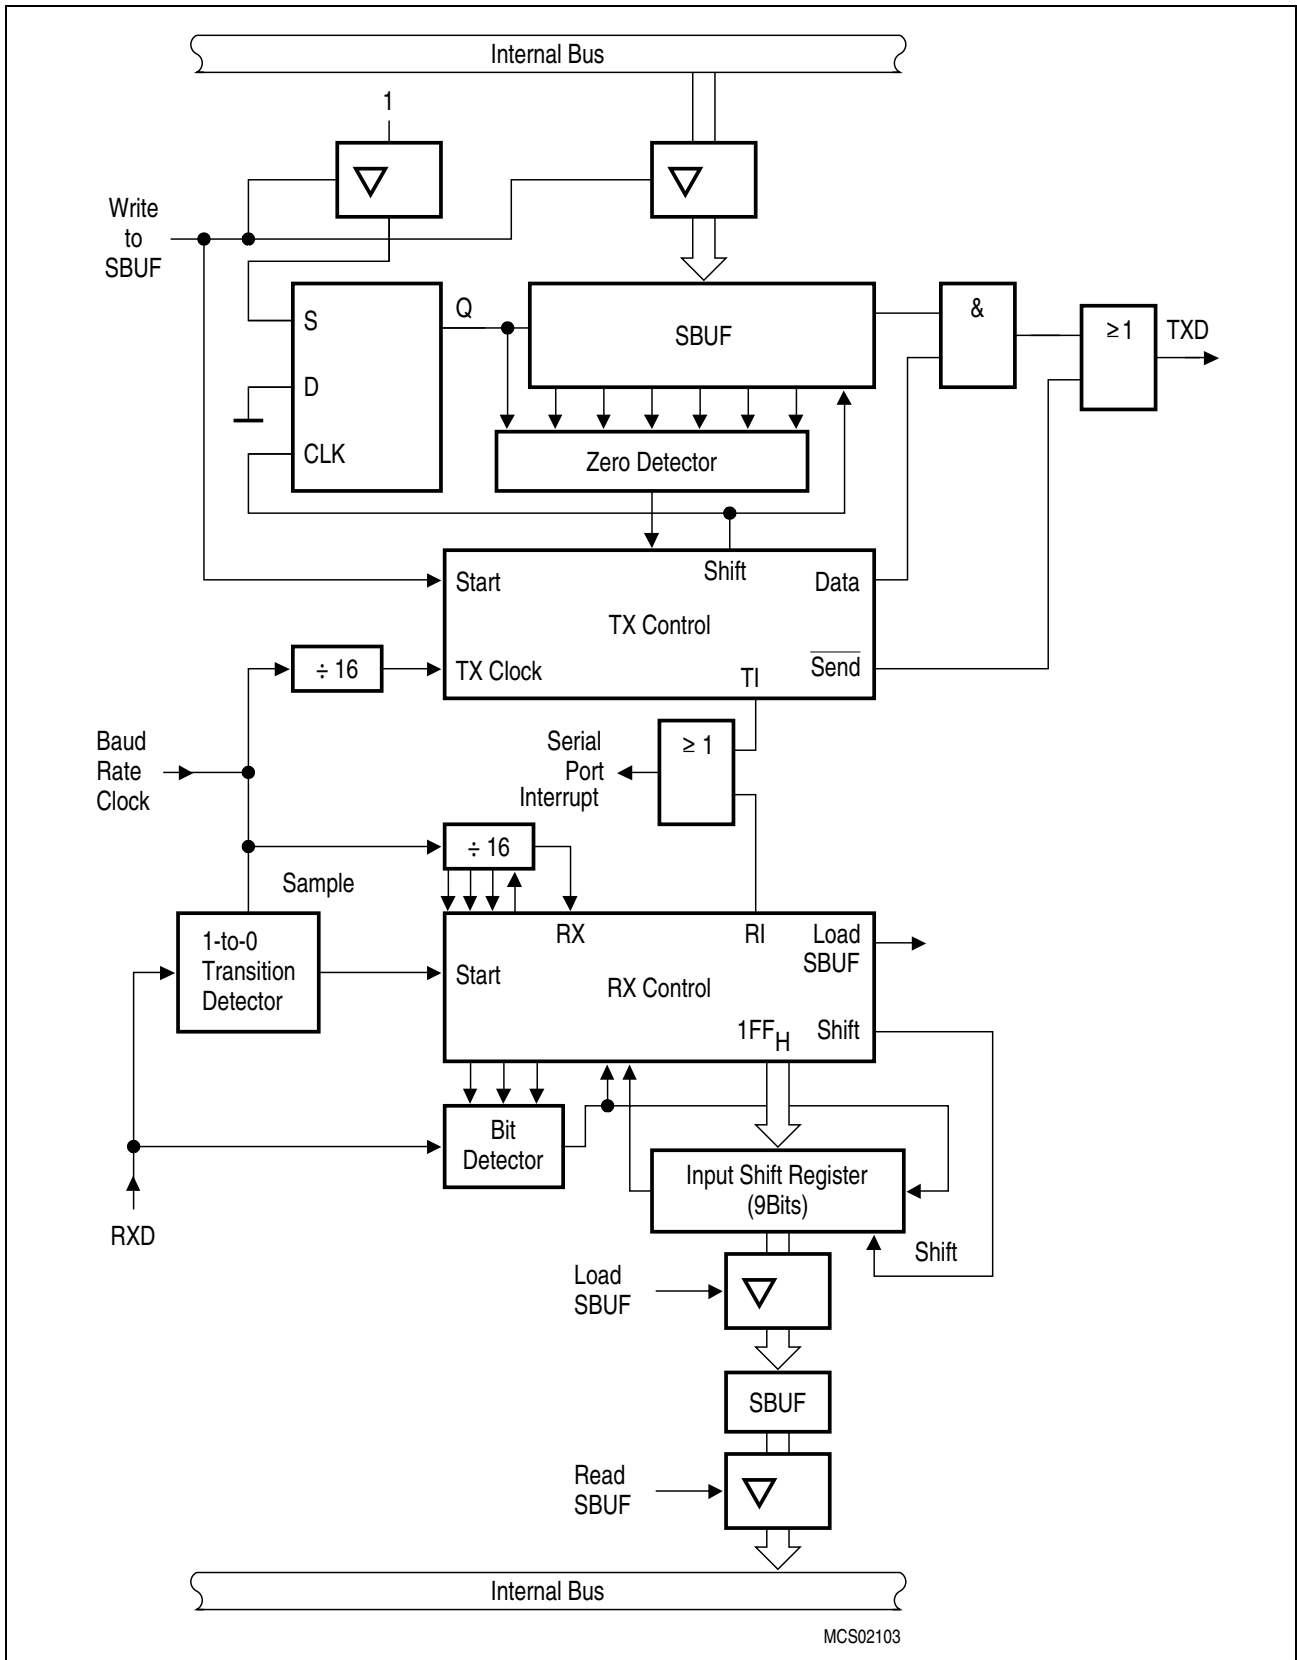 Internal Bus
1
Write
to
SBUF
S
D
CLK
Q
SBUF
&
≥1
TXD
Zero Detector
Start
Shift
Data
TX Control
÷ 16
TX Clock
TI
Send
Baud
Rate
Clock
Serial
Port
Interrupt
≥ 1
÷ 16
Sample
1-to-0
Transition
Detector
RX
RI
Load
SBUF
Start
RX Control
1FFH
Shift
Bit
Detector
Input Shift Register
(9Bits)
RXD
Shift
Load
SBUF
SBUF
Read
SBUF
Internal Bus
MCS02103